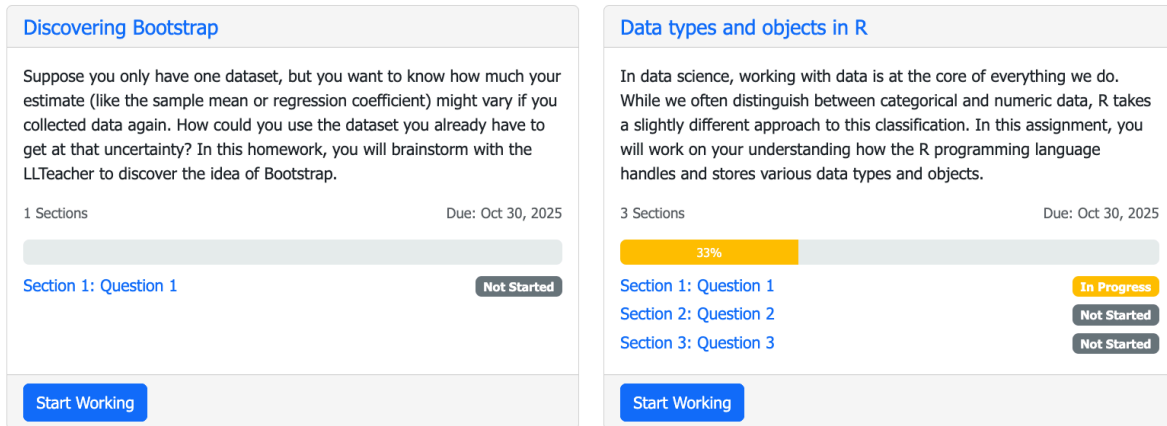 Discovering Bootstrap
Suppose you only have one dataset, but you want to know how much your
estimate (like the sample mean or regression coefficient) might vary if you
collected data again. How could you use the dataset you already have to
get at that uncertainty? In this homework, you will brainstorm with the
LLTeacher to discover the idea of Bootstrap.
1 Sections
Due: Oct 30, 2025
Section 1: Question 1
Not Started
Start Working
Data types and objects in R
In data science, working with data is at the core of everything we do.
While we often distinguish between categorical and numeric data, R takes
a slightly different approach to this classification. In this assignment, you
will work on your understanding how the R programming language
handles and stores various data types and objects.
3 Sections
Due: Oct 30, 2025
33%
Section 1: Question 1
In Progress
Section 2: Question 2
Not Started
Section 3: Question 3
Not Started
Start Working